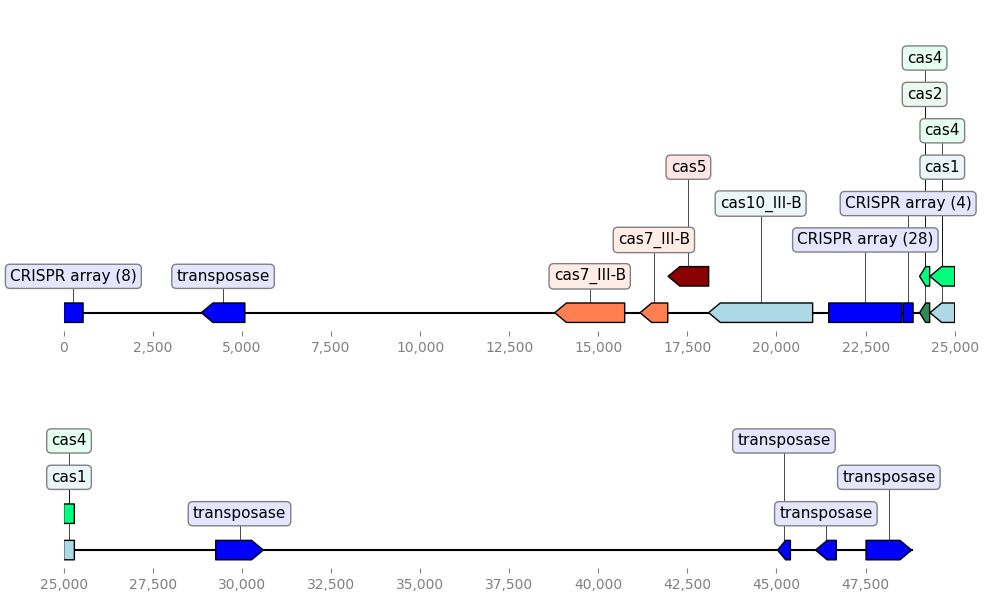 cas4
cas2
cas4
cas5
cas1
cas10_III-B
CRISPR array (4)
cas7_III-B
CRISPR array (28)
CRISPR array (8)
transposase
cas7_III-B
0
2,500
5,000
7,500
10,000
12,500
15,000
17,500
20,000
22,500
25,000
cas4
transposase
cas1
transposase
transposase
transposase
25,000
27,500
30,000
32,500
35,000
37,500
40,000
42,500
45,000
47,500